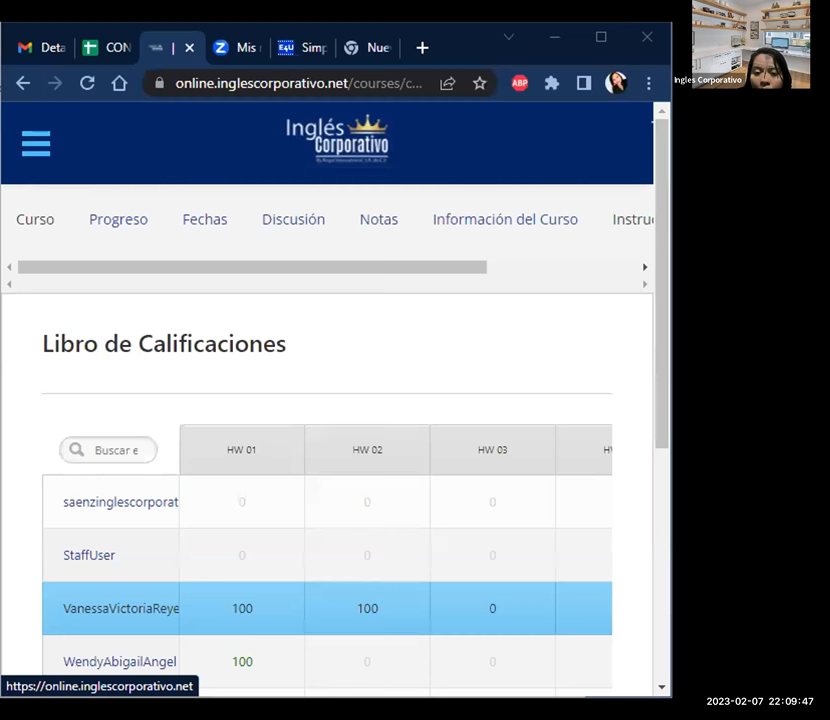 Deta
CON
Mis
E4U
Simp
Nue
online.inglescorporativo.net/courses/c...
ABP
Ingles Corporativo
Inglés
Corporativo
Curso
Progreso
Fechas
Discusión
Notas
Información del Curso
Instru
Libro de Calificaciones
Buscar e
HW 01
HW 02
HW 03
saenzinglescorporat
0
0
0
StaffUser
0
0
0
VanessaVictoriaReye
100
100
0
WendyAbigailAngel
100
0
0
https://online.inglescorporativo.net
2023-02-07 22:09:47